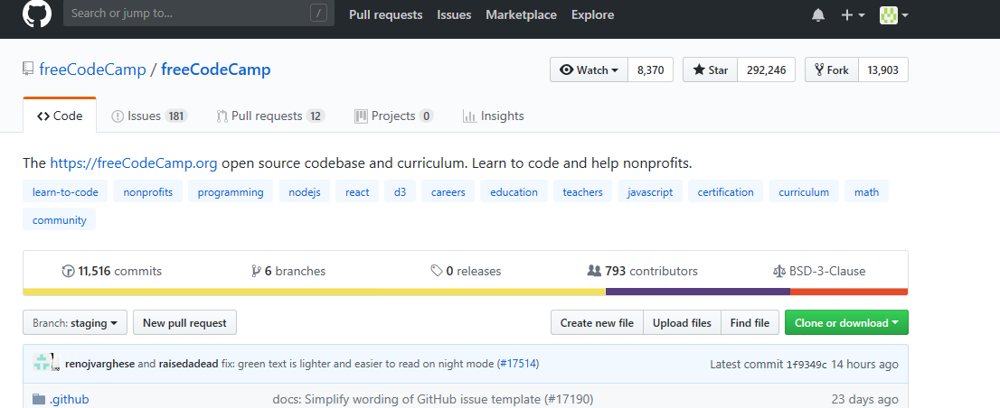 Search or jump to... / Pull requests Issues Marketplace Explore
freeCodeCamp / freeCodeCamp Watch 8,370 Star 292,246 Fork 13,903
Code Issues 181 Pull requests 12 Projects 0 Insights
The https://freeCodeCamp.org open source codebase and curriculum. Learn to code and help nonprofits.
learn-to-code nonprofits programming nodejs react d3 careers education teachers javascript certification curriculum math
community
11,516 commits 6 branches 0 releases 793 contributors BSD-3-Clause
Branch: staging New pull request Create new file Upload files Find file Clone or download
renojvarghese and raisedadead fix: green text is lighter and easier to read on night mode (#17514) Latest commit 1f9349c 14 hours ago
.github docs: Simplify wording of GitHub issue template (#17190) 23 days ago